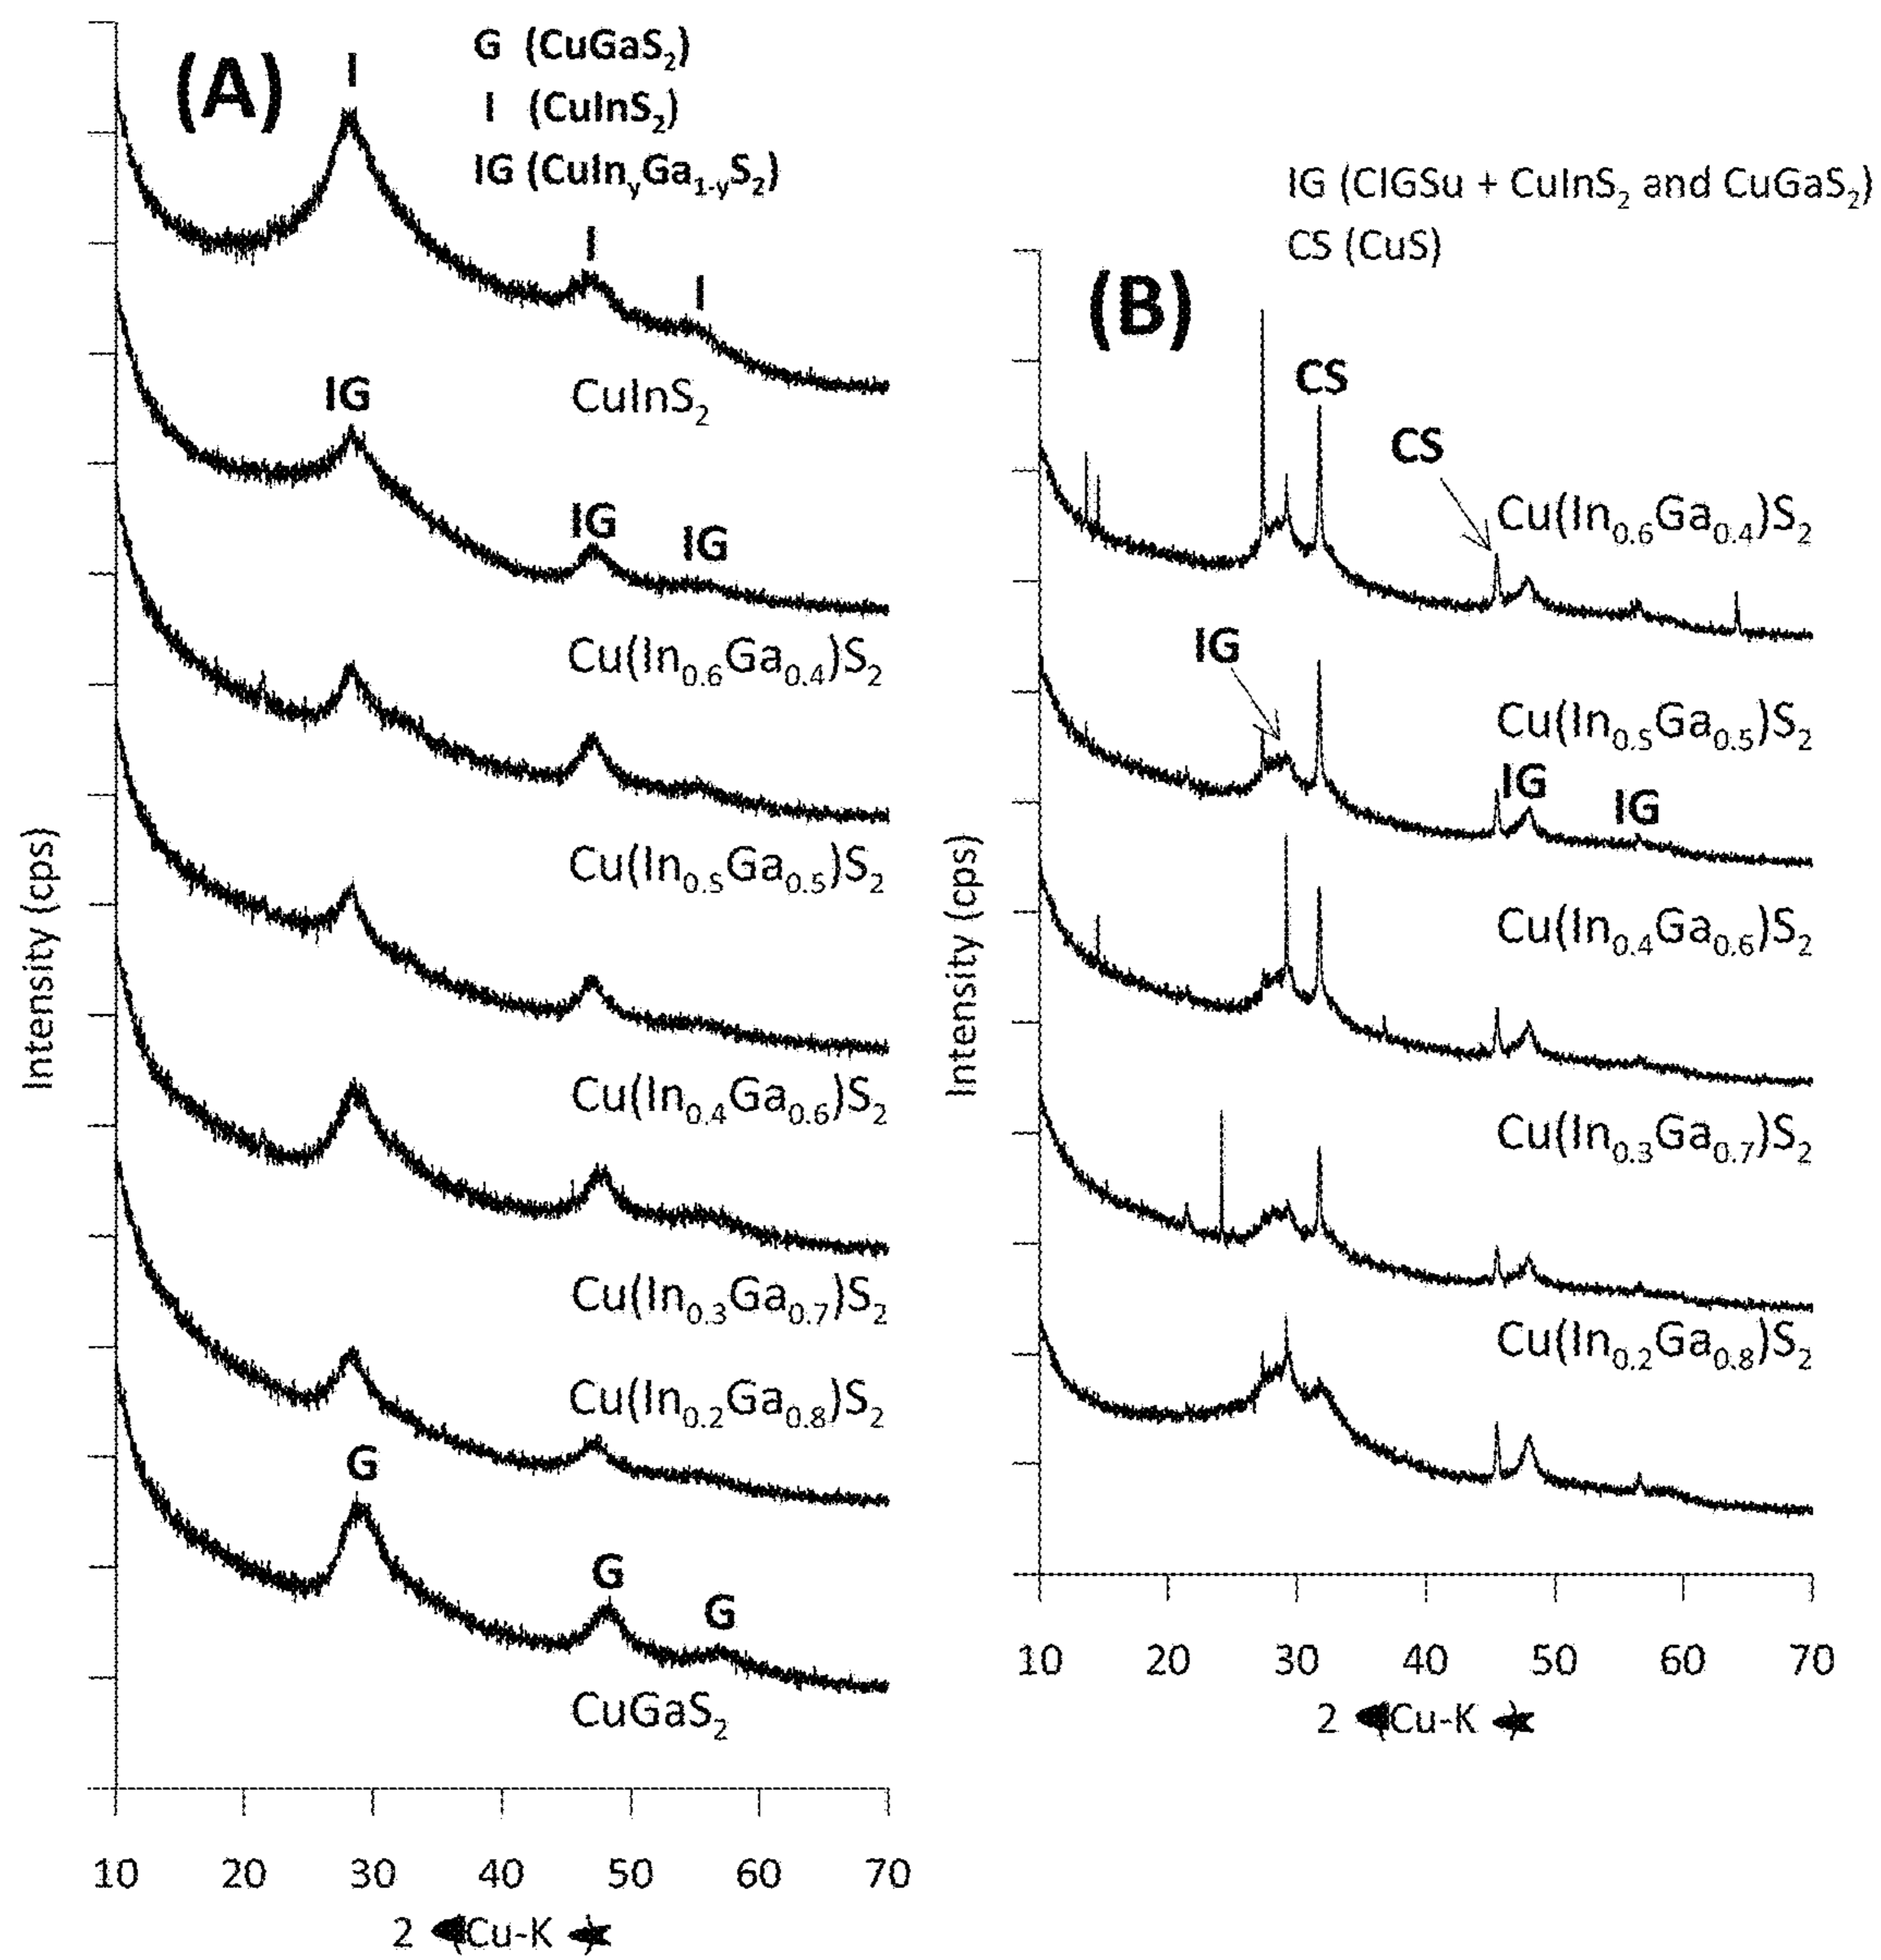 (A)
G (CuGaS₂)
I (CuInS₂)
IG (CuInᵧGa₁₋ᵧS₂)
I
I
I
CuInS₂
IG
IG
IG
Cu(In₀.₆Ga₀.₄)S₂
Cu(In₀.₅Ga₀.₅)S₂
Cu(In₀.₄Ga₀.₆)S₂
Cu(In₀.₃Ga₀.₇)S₂
Cu(In₀.₂Ga₀.₈)S₂
G
G
G
CuGaS₂
Intensity (cps)
10 20 30 40 50 60 70
2 Cu-K
IG (CIGSu + CuInS₂ and CuGaS₂)
CS (CuS)
(B)
CS
CS
Cu(In₀.₆Ga₀.₄)S₂
IG
Cu(In₀.₅Ga₀.₅)S₂
IG
IG
Cu(In₀.₄Ga₀.₆)S₂
Cu(In₀.₃Ga₀.₇)S₂
Cu(In₀.₂Ga₀.₈)S₂
Intensity (cps)
10 20 30 40 50 60 70
2 Cu-K